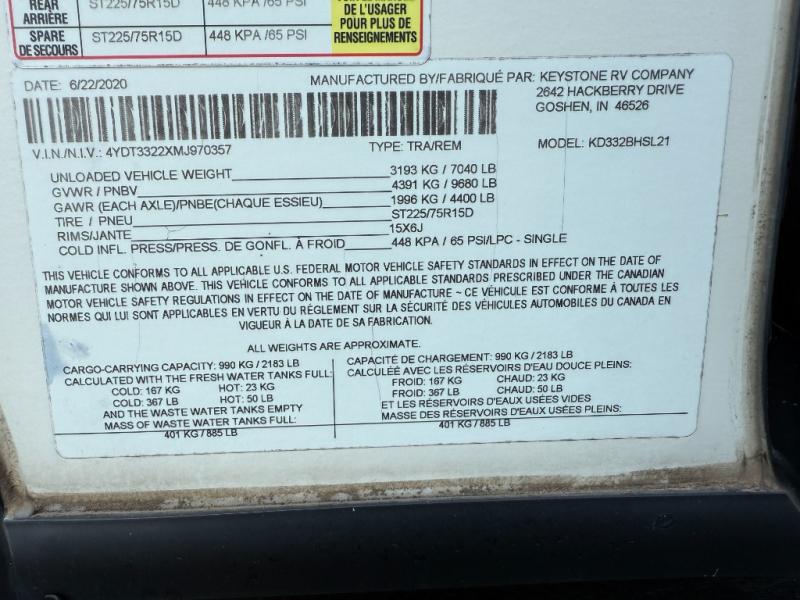 REAR ST225/75R15D 448 KPA /65 PSI
ARRIÈRE
DE L'USAGER
POUR PLUS DE
RENSEIGNEMENTS
SPARE ST225/75R15D 448 KPA /65 PSI
DE SECOURS
DATE: 6/22/2020
MANUFACTURED BY/FABRIQUÉ PAR: KEYSTONE RV COMPANY
2642 HACKBERRY DRIVE
GOSHEN, IN 46526
V.I.N./N.I.V.: 4YDT3322XMJ970357 TYPE: TRA/REM MODEL: KD332BHSL21
UNLOADED VEHICLE WEIGHT 3193 KG / 7040 LB
GVWR / PNBV 4391 KG / 9680 LB
GAWR (EACH AXLE)/PNBE(CHAQUE ESSIEU) 1996 KG / 4400 LB
TIRE / PNEU ST225/75R15D
RIMS/JANTE 15X6J
COLD INFL. PRESS/PRESS. DE GONFL. À FROID 448 KPA / 65 PSI/LPC - SINGLE
THIS VEHICLE CONFORMS TO ALL APPLICABLE U.S. FEDERAL MOTOR VEHICLE SAFETY STANDARDS IN EFFECT ON THE DATE OF
MANUFACTURE SHOWN ABOVE. THIS VEHICLE CONFORMS TO ALL APPLICABLE STANDARDS PRESCRIBED UNDER THE CANADIAN
MOTOR VEHICLE SAFETY REGULATIONS IN EFFECT ON THE DATE OF MANUFACTURE ~ CE VÉHICULE EST CONFORME À TOUTES LES
NORMES QUI LUI SONT APPLICABLES EN VERTU DU RÈGLEMENT SUR LA SÉCURITÉ DES VÉHICULES AUTOMOBILES DU CANADA EN
VIGUEUR À LA DATE DE SA FABRICATION.
ALL WEIGHTS ARE APPROXIMATE.
CARGO-CARRYING CAPACITY: 990 KG / 2183 LB
CALCULATED WITH THE FRESH WATER TANKS FULL:
COLD: 167 KG HOT: 23 KG
COLD: 367 LB HOT: 50 LB
AND THE WASTE WATER TANKS EMPTY
MASS OF WASTE WATER TANKS FULL:
401 KG / 885 LB
CAPACITÉ DE CHARGEMENT: 990 KG / 2183 LB
CALCULÉE AVEC LES RÉSERVOIRS D'EAU DOUCE PLEINS:
FROID: 167 KG CHAUD: 23 KG
FROID: 367 LB CHAUD: 50 LB
ET LES RÉSERVOIRS D'EAUX USÉES VIDES
MASSE DES RÉSERVOIRS D'EAUX USÉES PLEINS:
401 KG / 885 LB